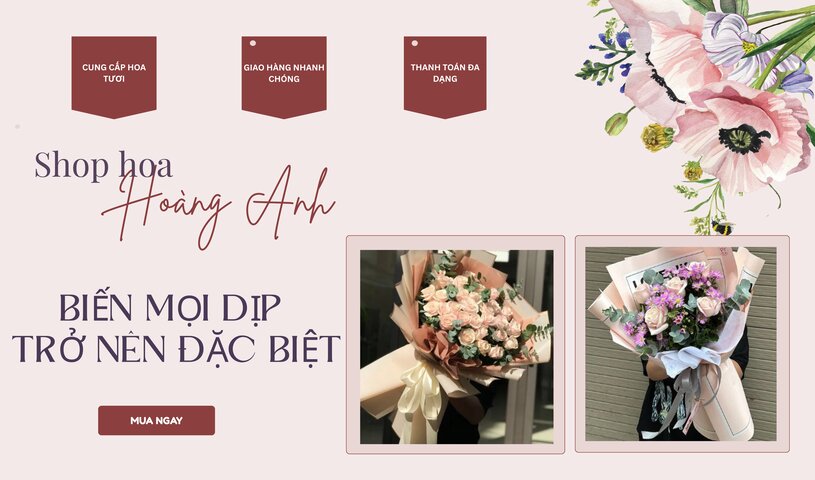 CUNG CẤP HOA
TƯƠI
GIAO HÀNG NHANH
CHÓNG
THANH TOÁN ĐA
DẠNG
Shop hoa
Hoàng Anh
BIẾN MỌI DỊP
TRỞ NÊN ĐẶC BIỆT
MUA NGAY